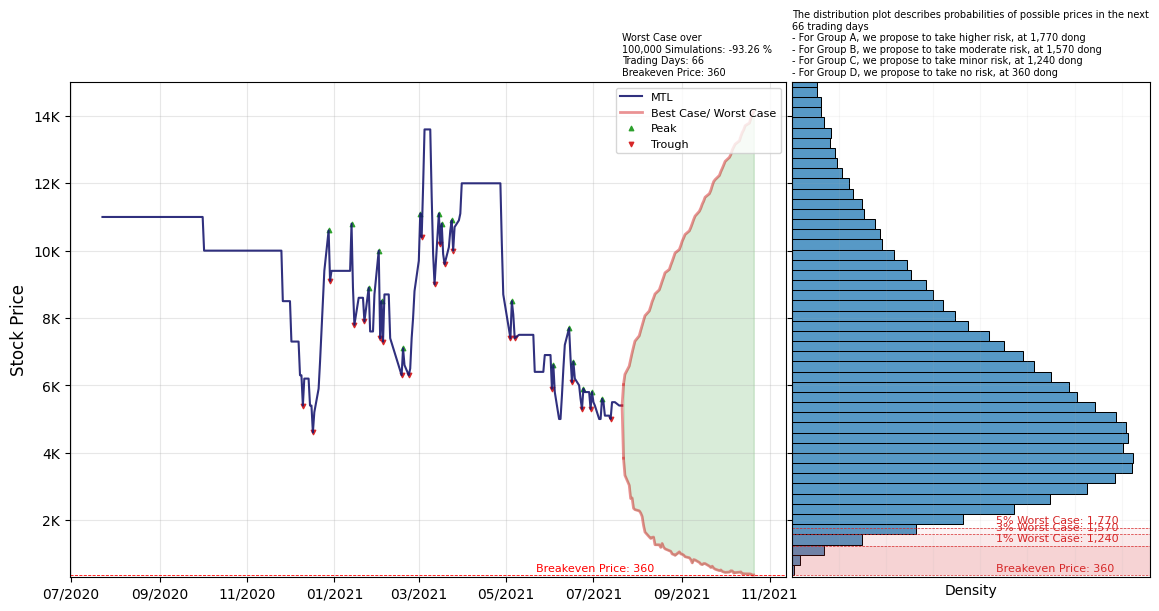 Worst Case over
100,000 Simulations: -93.26 %
Trading Days: 66
Breakeven Price: 360
The distribution plot describes probabilities of possible prices in the next
66 trading days
- For Group A, we propose to take higher risk, at 1,770 dong
- For Group B, we propose to take moderate risk, at 1,570 dong
- For Group C, we propose to take minor risk, at 1,240 dong
- For Group D, we propose to take no risk, at 360 dong
MTL
Best Case/ Worst Case
Peak
Trough
Stock Price
14K
12K
10K
8K
6K
4K
2K
Breakeven Price: 360
07/2020
09/2020
11/2020
01/2021
03/2021
05/2021
07/2021
09/2021
11/2021
5% Worst Case: 1,770
3% Worst Case: 1,570
1% Worst Case: 1,240
Breakeven Price: 360
Density